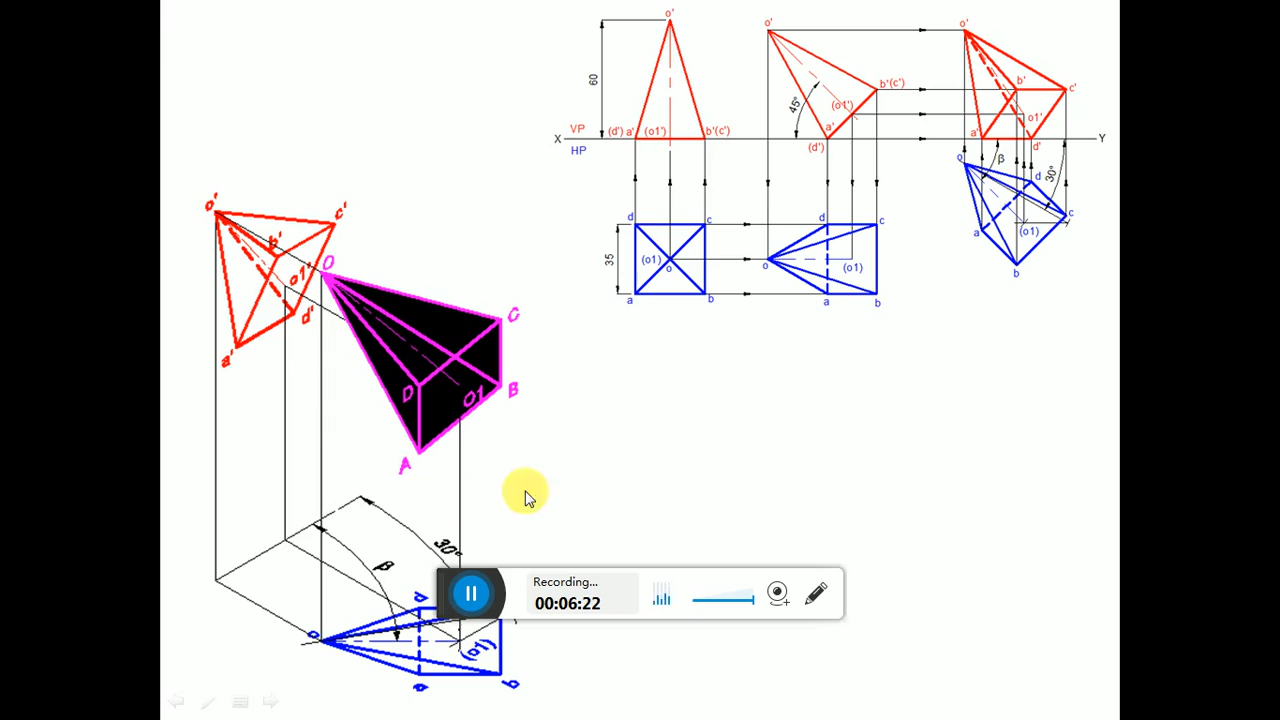 o'
o'
o'
60
45°
b'(c')
(o1')
b'
c'
o1'
VP
(d') a'
(o1')
b'(c')
a'
(d')
a'
d'
X
Y
HP
β
30°
o
d
c
a
(o1)
b
d
c
35
(o1)
o
a
b
d
c
o
(o1)
a
b
o'
c'
b'
o1'
d'
a'
O
C
D
O1
B
A
30°
β
Recording...
00:06:22
d
o
(o1)
a
b